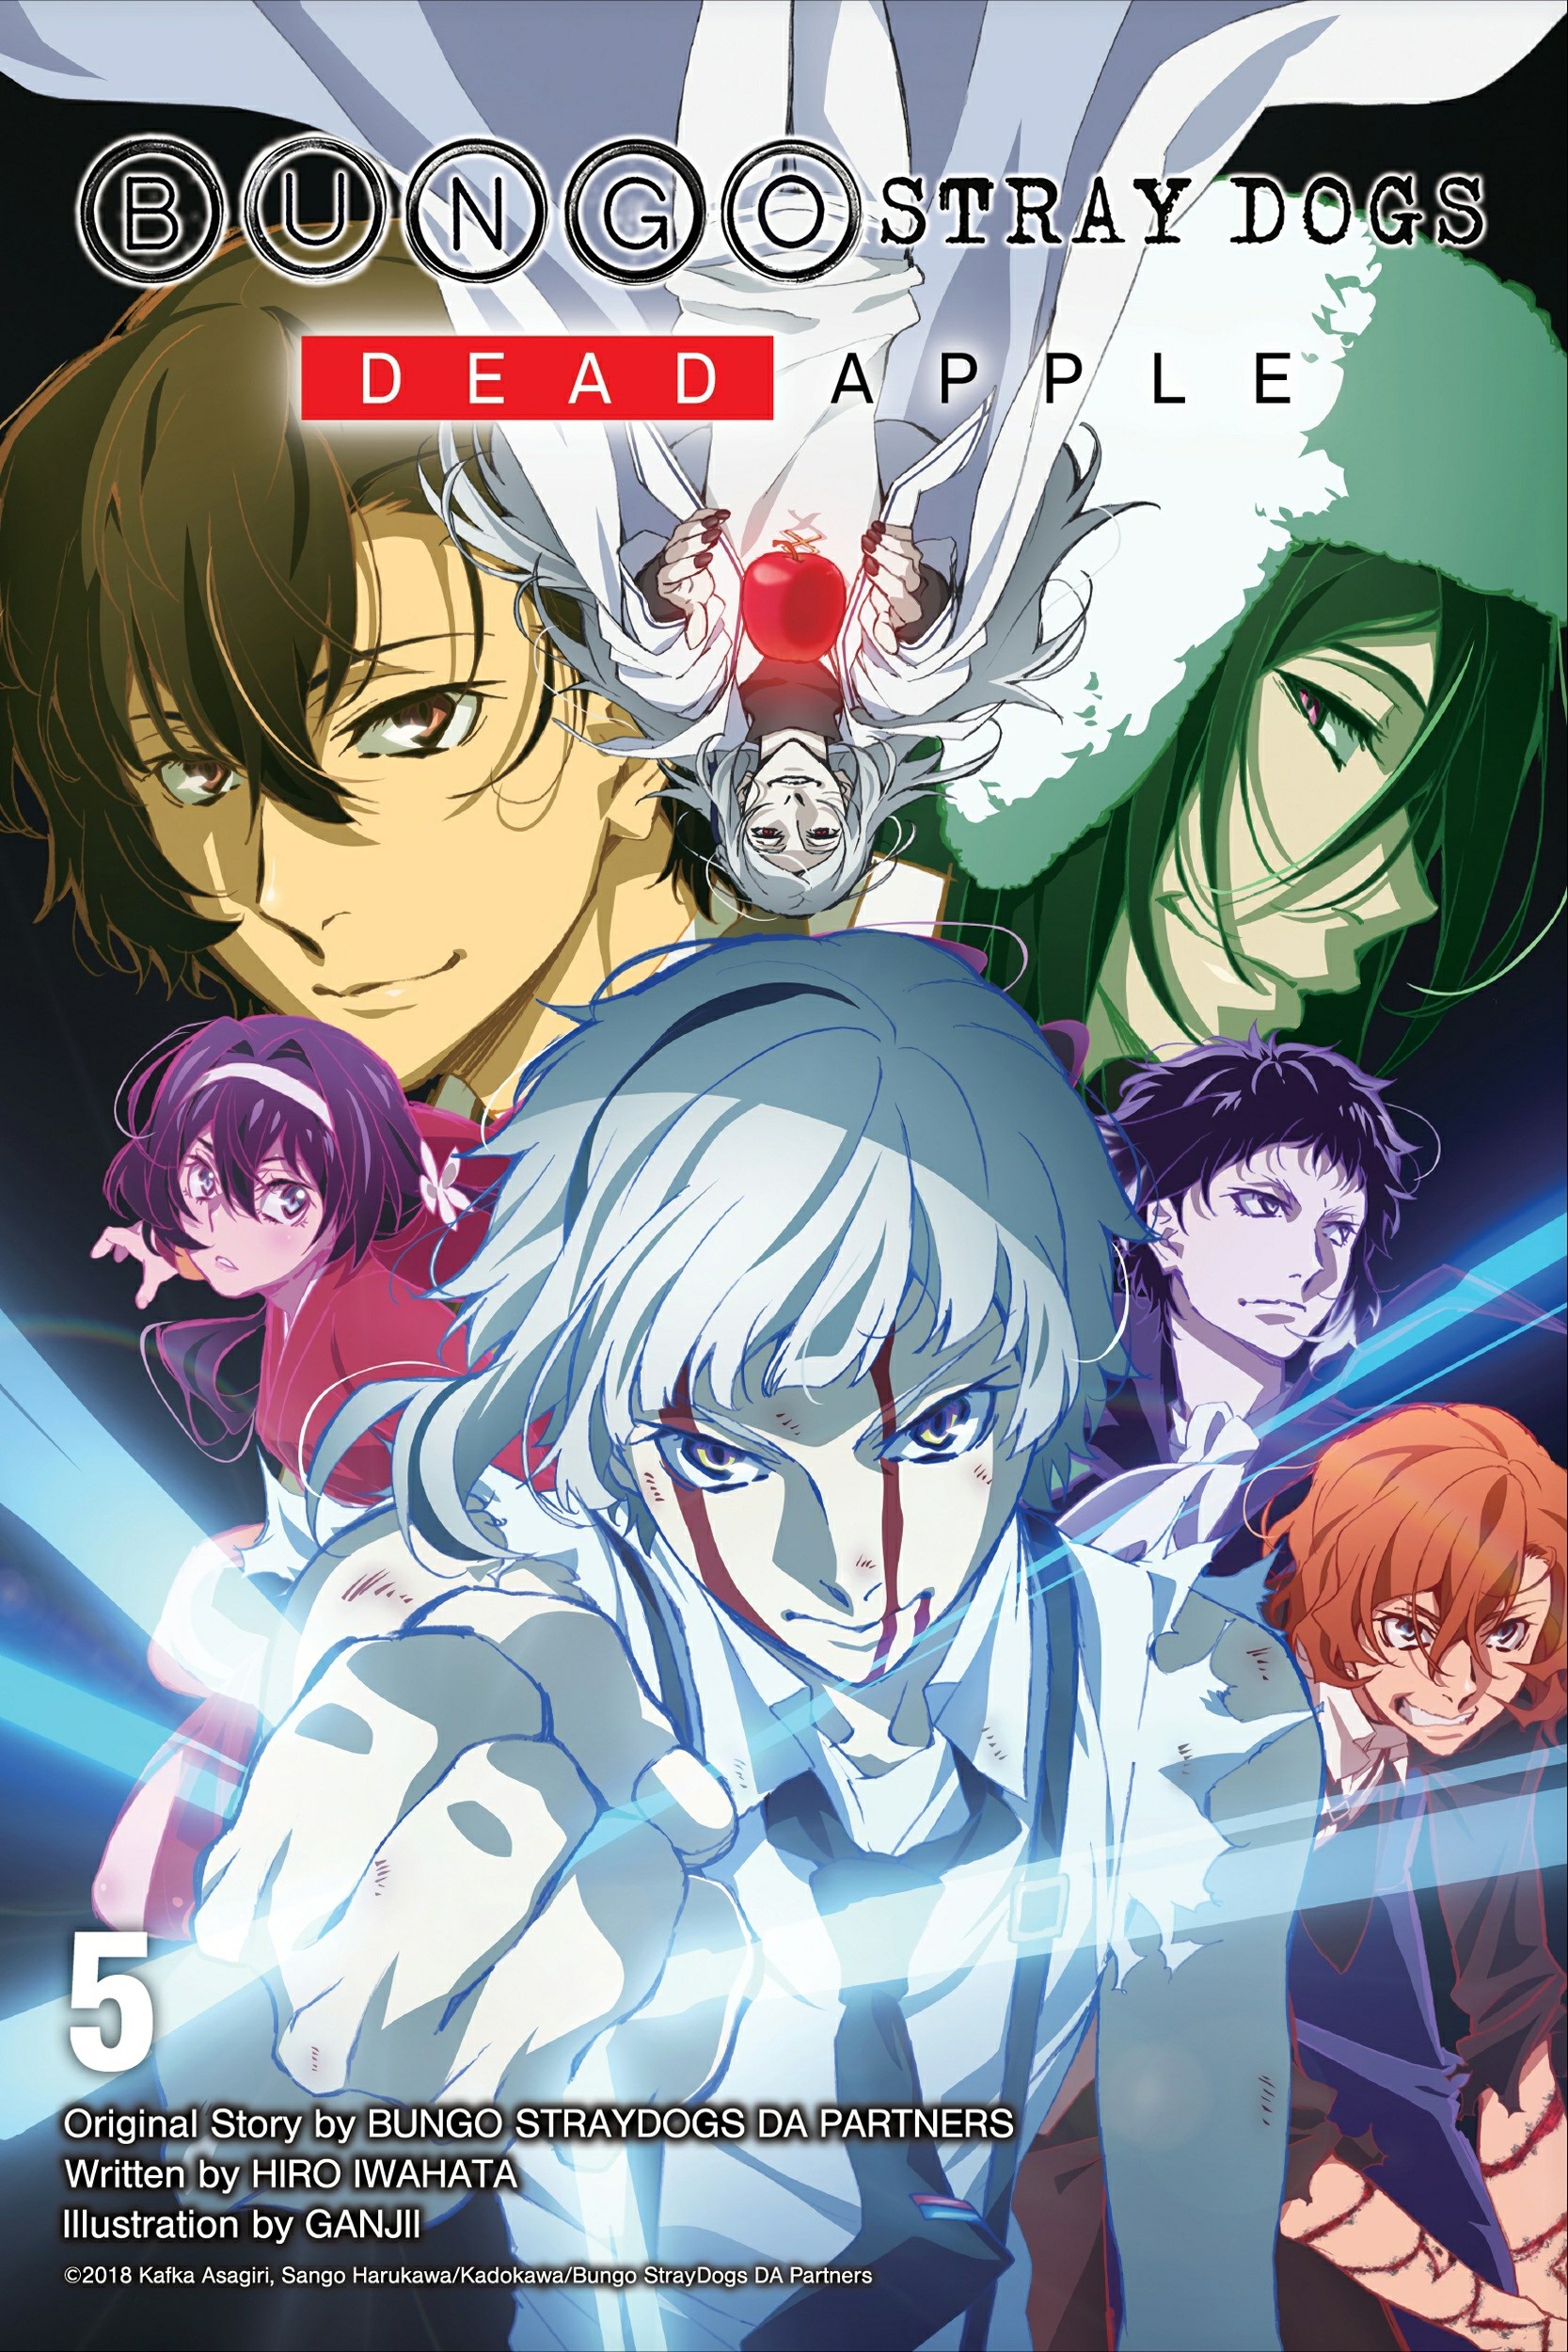 BUNGO STRAY DOGS
DEAD APPLE
5
Original Story by BUNGO STRAYDOGS DA PARTNERS
Written by HIRO IWAHATA
Illustration by GANJII
©2018 Kafka Asagiri, Sango Harukawa/Kadokawa/Bungo StrayDogs DA Partners